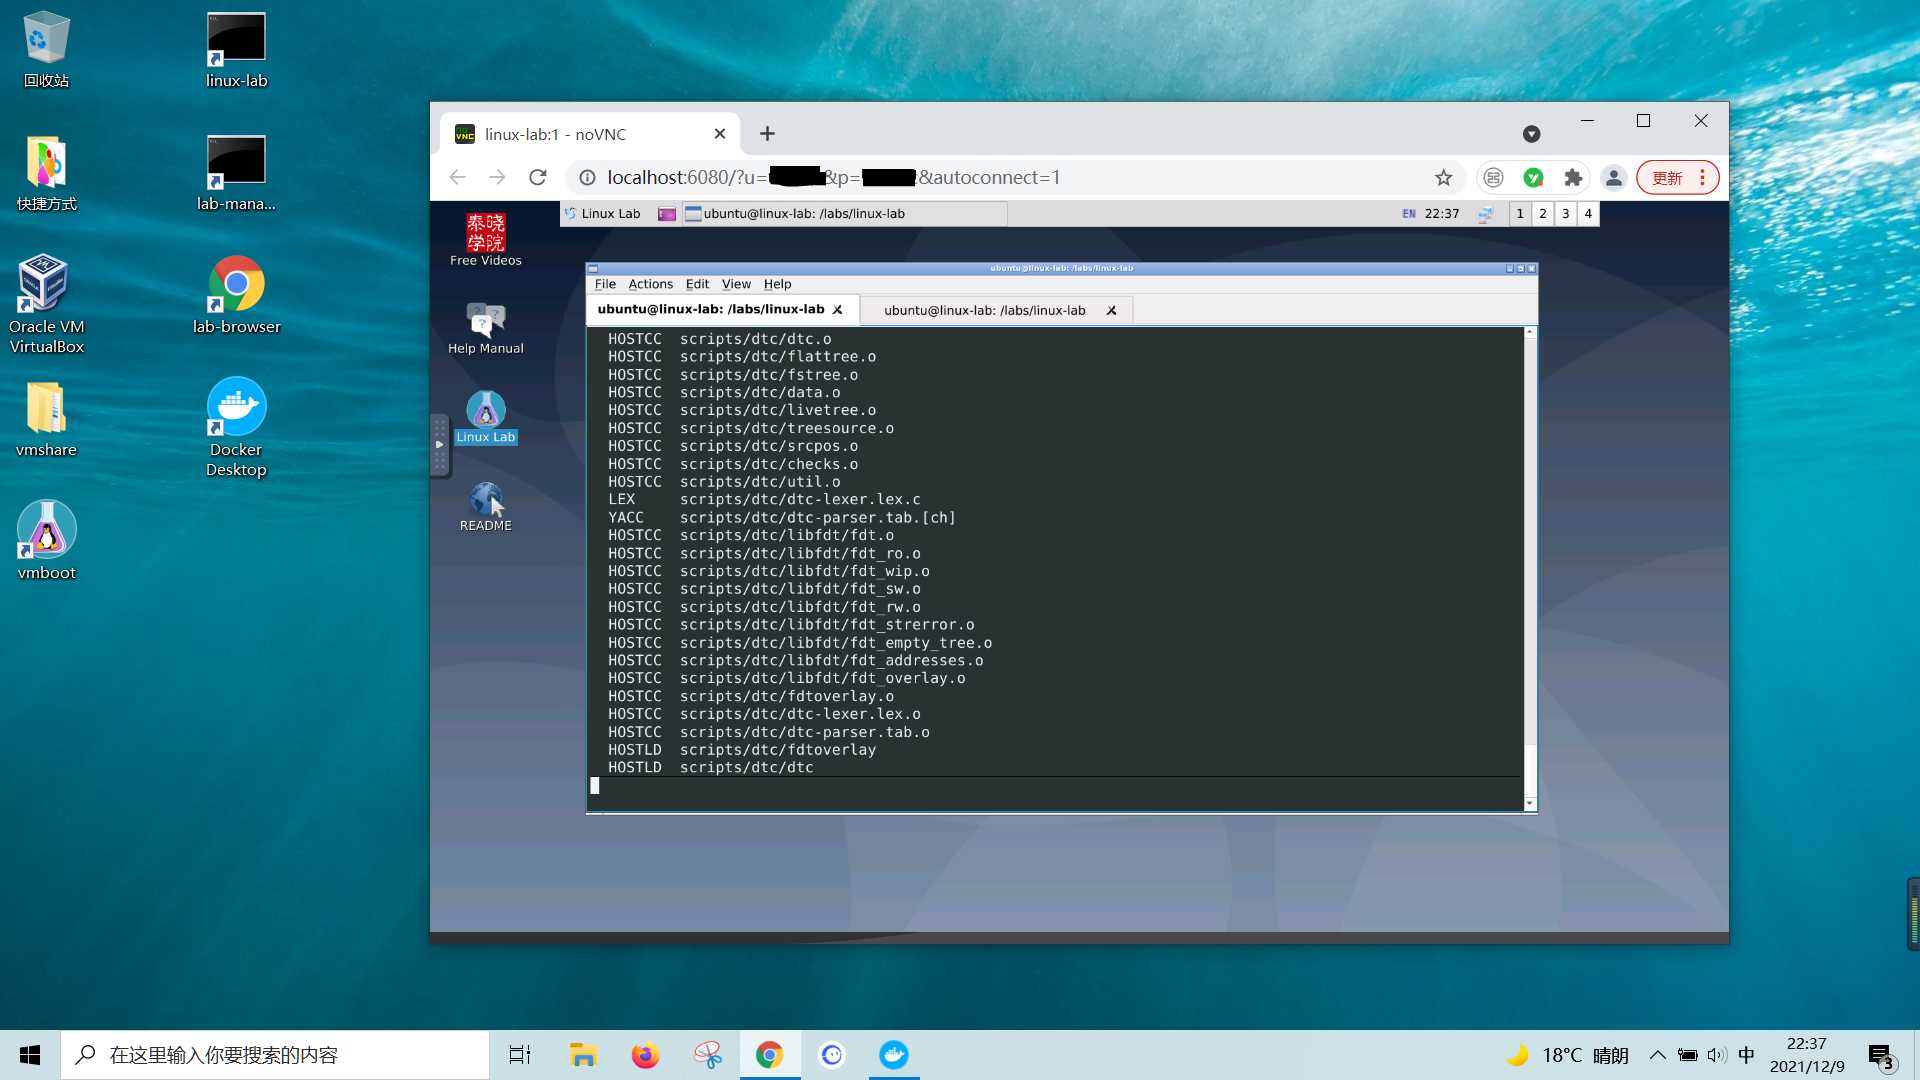 回收站
linux-lab
快捷方式
lab-mana...
Oracle VM
VirtualBox
lab-browser
vmshare
Docker
Desktop
vmboot
linux-lab:1 - noVNC
localhost:6080/?u=
&p=
&autoconnect=1
更新
Linux Lab
ubuntu@linux-lab: /labs/linux-lab
EN 22:37
1 2 3 4
泰晓
学院
Free Videos
Help Manual
Linux Lab
README
ubuntu@linux-lab: /labs/linux-lab
File Actions Edit View Help
ubuntu@linux-lab: /labs/linux-lab
ubuntu@linux-lab: /labs/linux-lab
HOSTCC scripts/dtc/dtc.o
HOSTCC scripts/dtc/flattree.o
HOSTCC scripts/dtc/fstree.o
HOSTCC scripts/dtc/data.o
HOSTCC scripts/dtc/livetree.o
HOSTCC scripts/dtc/treesource.o
HOSTCC scripts/dtc/srcpos.o
HOSTCC scripts/dtc/checks.o
HOSTCC scripts/dtc/util.o
LEX scripts/dtc/dtc-lexer.lex.c
YACC scripts/dtc/dtc-parser.tab.[ch]
HOSTCC scripts/dtc/libfdt/fdt.o
HOSTCC scripts/dtc/libfdt/fdt_ro.o
HOSTCC scripts/dtc/libfdt/fdt_wip.o
HOSTCC scripts/dtc/libfdt/fdt_sw.o
HOSTCC scripts/dtc/libfdt/fdt_rw.o
HOSTCC scripts/dtc/libfdt/fdt_strerror.o
HOSTCC scripts/dtc/libfdt/fdt_empty_tree.o
HOSTCC scripts/dtc/libfdt/fdt_addresses.o
HOSTCC scripts/dtc/libfdt/fdt_overlay.o
HOSTCC scripts/dtc/fdtoverlay.o
HOSTCC scripts/dtc/dtc-lexer.lex.o
HOSTCC scripts/dtc/dtc-parser.tab.o
HOSTLD scripts/dtc/fdtoverlay
HOSTLD scripts/dtc/dtc
在这里输入你要搜索的内容
18°C 晴朗
中
22:37
2021/12/9
3